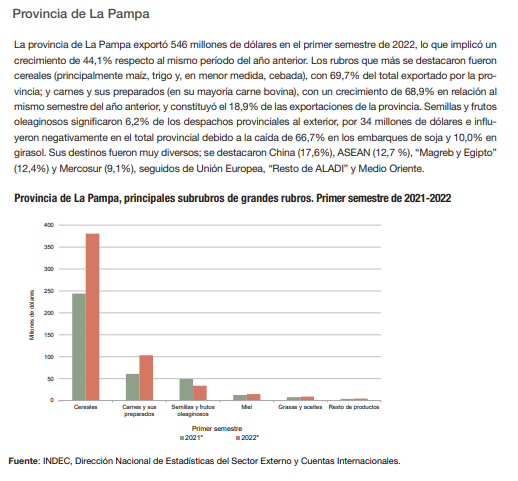 Provincia de La Pampa
La provincia de La Pampa exportó 546 millones de dólares en el primer semestre de 2022, lo que implicó un
crecimiento de 44,1% respecto al mismo período del año anterior. Los rubros que más se destacaron fueron
cereales (principalmente maíz, trigo y, en menor medida, cebada), con 69,7% del total exportado por la pro-
vincia; y carnes y sus preparados (en su mayoría carne bovina), con un crecimiento de 68,9% en relación al
mismo semestre del año anterior, y constituyó el 18,9% de las exportaciones de la provincia. Semillas y frutos
oleaginosos significaron 6,2% de los despachos provinciales al exterior, por 34 millones de dólares e influ-
yeron negativamente en el total provincial debido a la caída de 66,7% en los embarques de soja y 10,0% en
girasol. Sus destinos fueron muy diversos; se destacaron China (17,6%), ASEAN (12,7 %), “Magreb y Egipto”
(12,4%) y Mercosur (9,1%), seguidos de Unión Europea, “Resto de ALADI” y Medio Oriente.
Provincia de La Pampa, principales subrubros de grandes rubros. Primer semestre de 2021-2022
Millones de dólares
400
350
300
250
200
150
100
50
0
Cereales
Carnes y sus
preparados
Semillas y frutos
oleaginosos
Miel
Grasas y aceites
Resto de productos
Primer semestre
2021* 2022*
Fuente: INDEC, Dirección Nacional de Estadísticas del Sector Externo y Cuentas Internacionales.